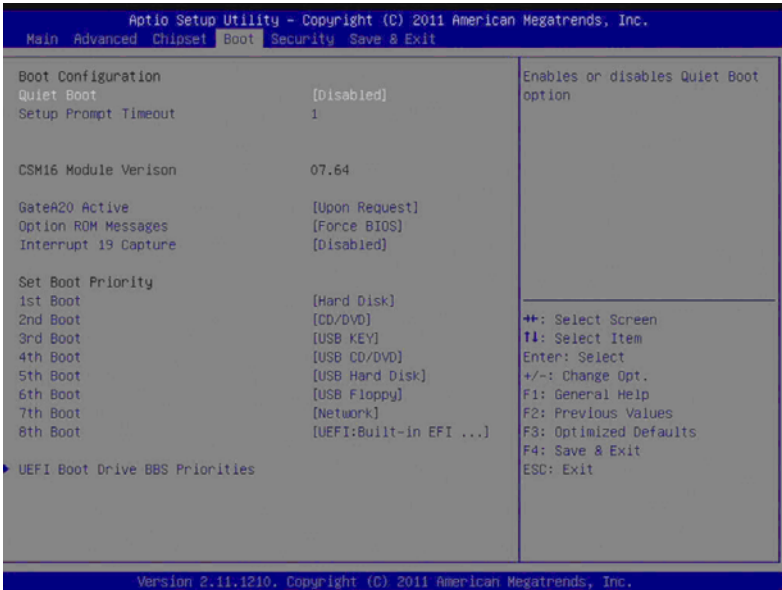 Aptio Setup Utility - Copyright (C) 2011 American Megatrends, Inc.
Main Advanced Chipset Boot Security Save & Exit
Boot Configuration
Quiet Boot [Disabled]
Setup Prompt Timeout 1
CSM16 Module Verison 07.64
GateA20 Active [Upon Request]
Option ROM Messages [Force BIOS]
Interrupt 19 Capture [Disabled]
Set Boot Priority
1st Boot [Hard Disk]
2nd Boot [CD/DVD]
3rd Boot [USB KEY]
4th Boot [USB CD/DVD]
5th Boot [USB Hard Disk]
6th Boot [USB Floppy]
7th Boot [Network]
8th Boot [UEFI:Built-in EFI ...]
UEFI Boot Drive BBS Priorities
Enables or disables Quiet Boot
option
→←: Select Screen
↑↓: Select Item
Enter: Select
+/-: Change Opt.
F1: General Help
F2: Previous Values
F3: Optimized Defaults
F4: Save & Exit
ESC: Exit
Version 2.11.1210. Copyright (C) 2011 American Megatrends, Inc.